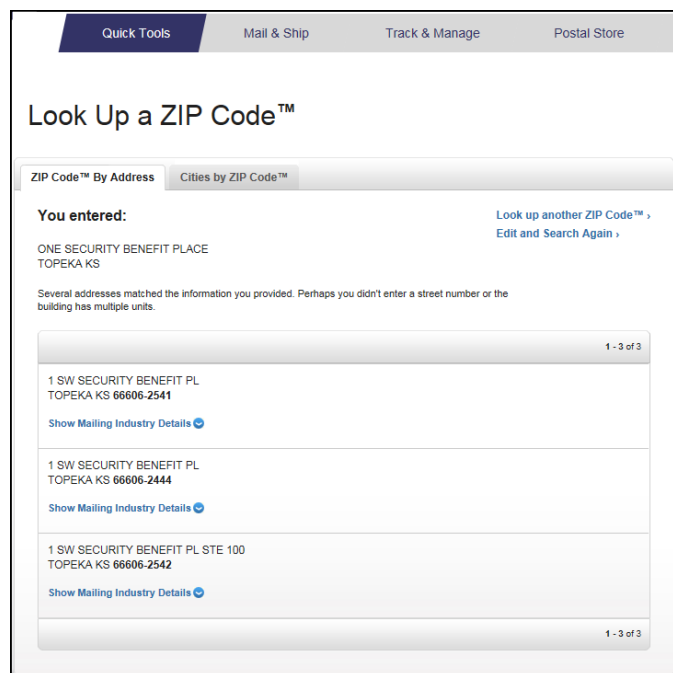 Quick Tools
Mail & Ship
Track & Manage
Postal Store
Look Up a ZIP Code™
ZIP Code™ By Address
Cities by ZIP Code™
You entered:
Look up another ZIP Code™ ›
Edit and Search Again ›
ONE SECURITY BENEFIT PLACE
TOPEKA KS
Several addresses matched the information you provided. Perhaps you didn't enter a street number or the
building has multiple units.
1 - 3 of 3
1 SW SECURITY BENEFIT PL
TOPEKA KS 66606-2541
Show Mailing Industry Details
1 SW SECURITY BENEFIT PL
TOPEKA KS 66606-2444
Show Mailing Industry Details
1 SW SECURITY BENEFIT PL STE 100
TOPEKA KS 66606-2542
Show Mailing Industry Details
1 - 3 of 3